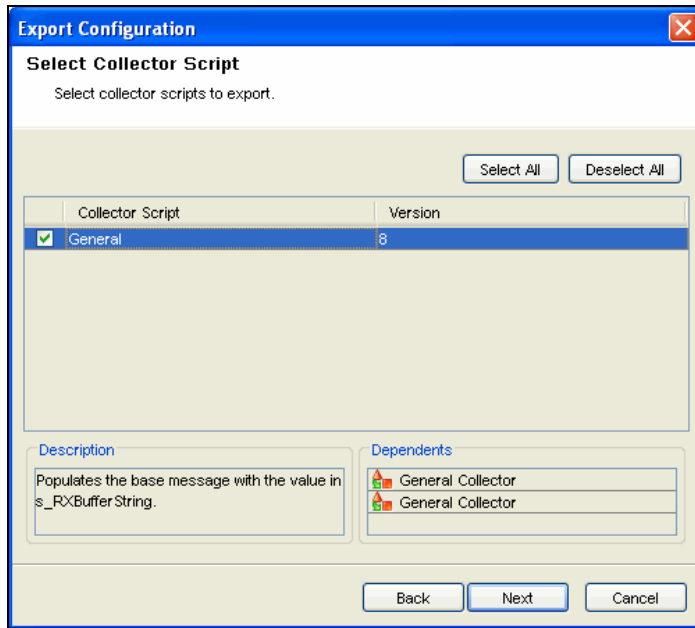 Export Configuration
Select Collector Script
Select collector scripts to export.
Select All Deselect All
Collector Script Version
General 8
Description Dependents
Populates the base message with the value in General Collector
s_RXBufferString. General Collector
Back Next Cancel